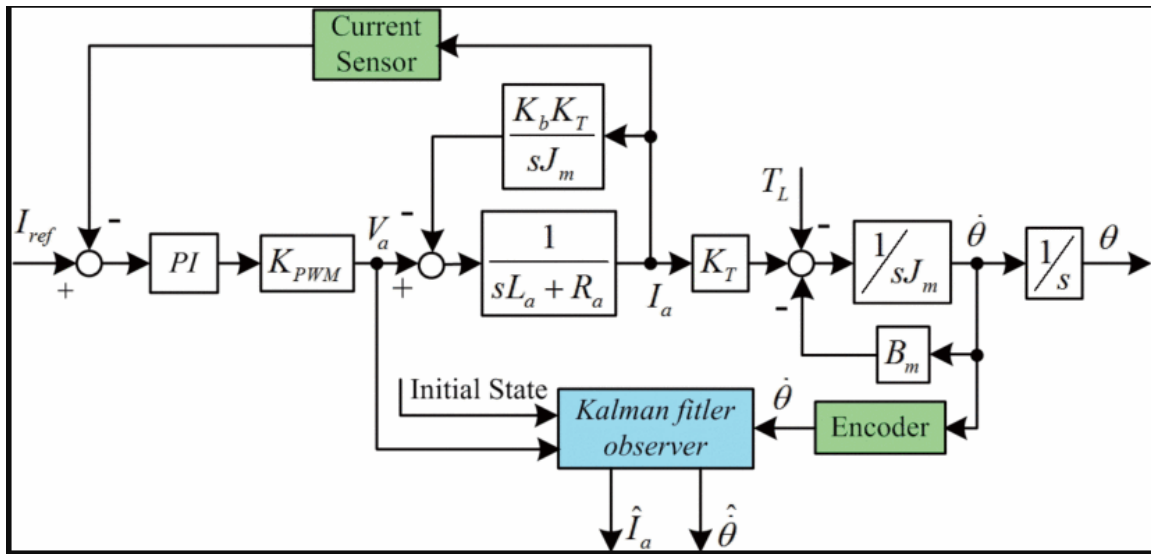 Current
Sensor
K_b K_T
sJ_m
-
T_L
I_ref
-
V_a
-
1
-
θ̇
θ
+
PI
K_PWM
+
sL_a + R_a
I_a
K_T
1/sJ_m
1/s
-
B_m
Initial State
Kalman fitler
observer
θ̇
Encoder
Î_a
θ̇̂